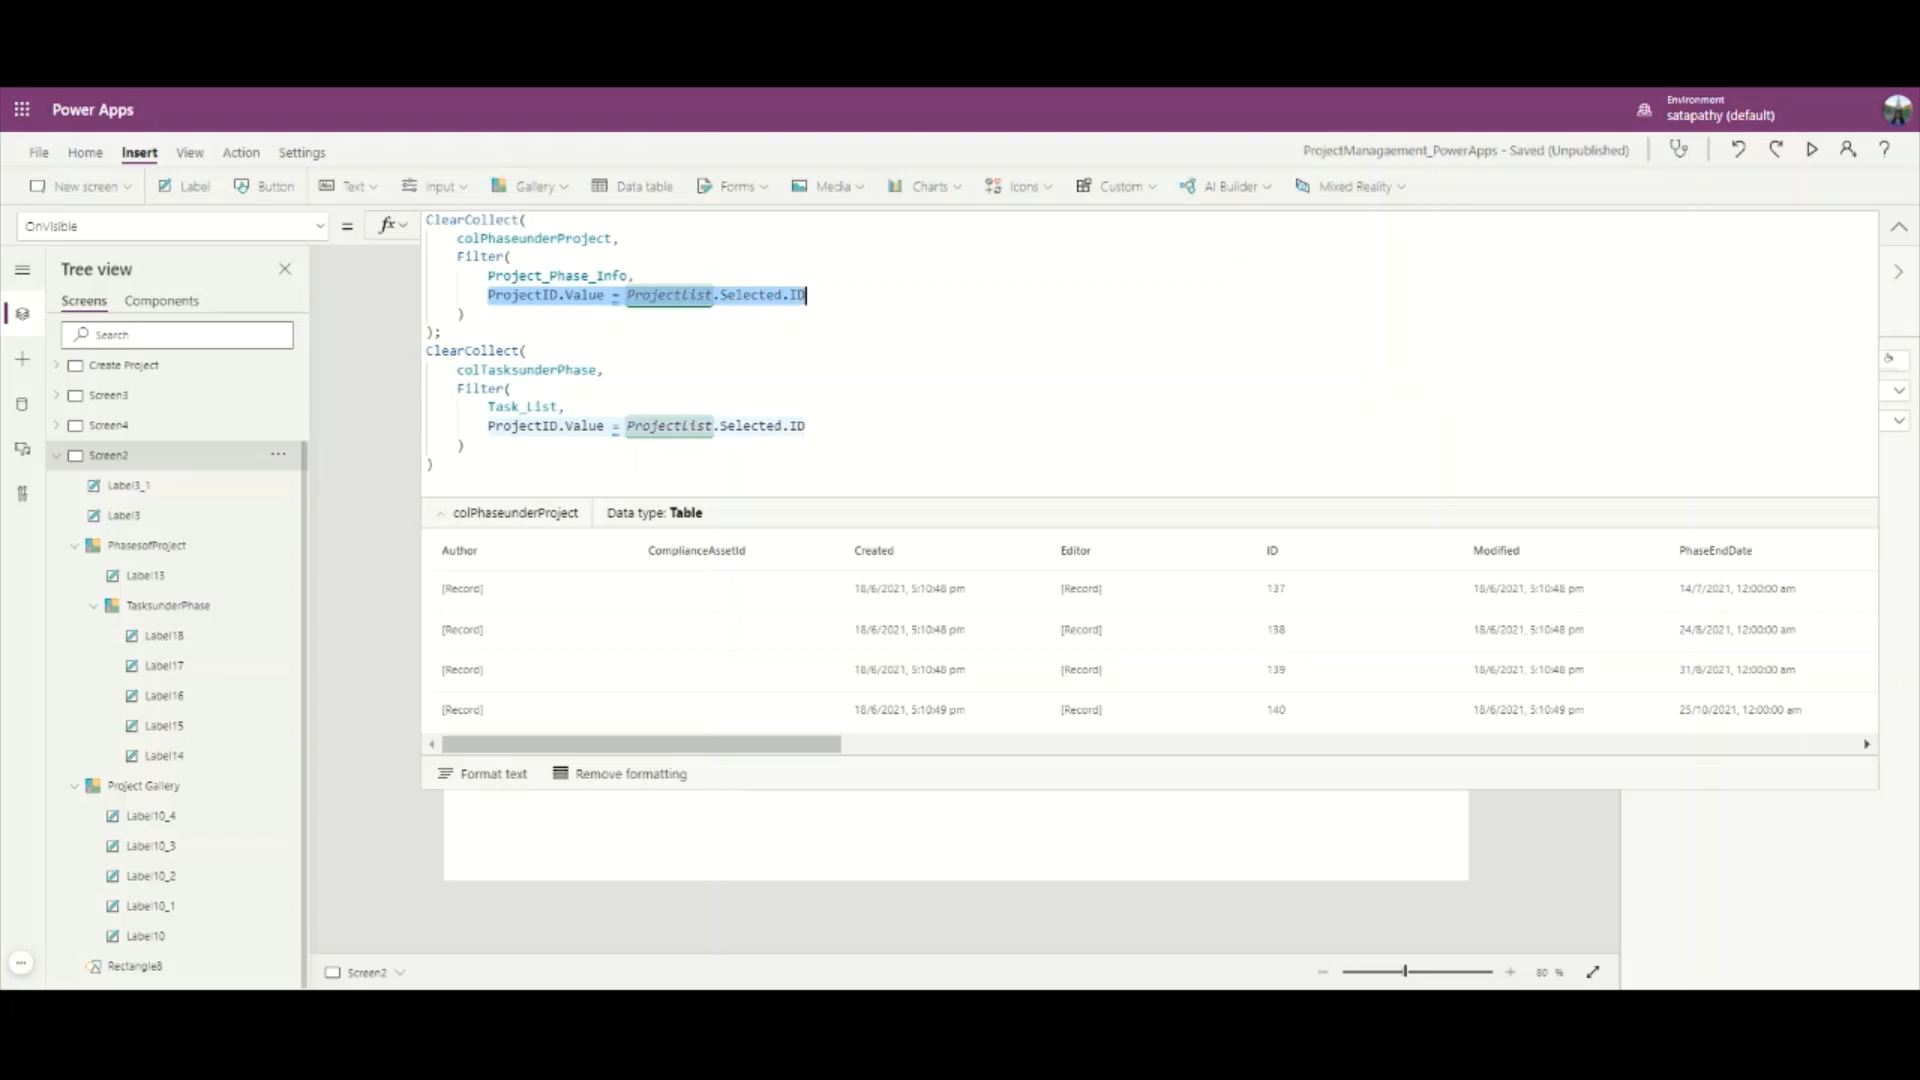 Power Apps
Environment
satapathy (default)
File Home Insert View Action Settings
ProjectManagaement_PowerApps - Saved (Unpublished)
New screen Label Button Text Input Gallery Data table Forms Media Charts Icons Custom AI Builder Mixed Reality
OnVisible = fx
ClearCollect(
colPhaseunderProject,
Filter(
Project_Phase_Info,
ProjectID.Value = ProjectList.Selected.ID
)
);
ClearCollect(
colTasksunderPhase,
Filter(
Task_List,
ProjectID.Value = ProjectList.Selected.ID
)
)
Tree view
Screens Components
Search
Create Project
Screen3
Screen4
Screen2 ...
Label3_1
Label3
PhasesofProject
Label13
TasksunderPhase
Label18
Label17
Label16
Label15
Label14
Project Gallery
Label10_4
Label10_3
Label10_2
Label10_1
Label10
Rectangle8
colPhaseunderProject Data type: Table
Author ComplianceAssetId Created Editor ID Modified PhaseEndDate
[Record] 18/6/2021, 5:10:48 pm [Record] 137 18/6/2021, 5:10:48 pm 14/7/2021, 12:00:00 am
[Record] 18/6/2021, 5:10:48 pm [Record] 138 18/6/2021, 5:10:48 pm 24/8/2021, 12:00:00 am
[Record] 18/6/2021, 5:10:48 pm [Record] 139 18/6/2021, 5:10:48 pm 31/8/2021, 12:00:00 am
[Record] 18/6/2021, 5:10:49 pm [Record] 140 18/6/2021, 5:10:49 pm 25/10/2021, 12:00:00 am
Format text Remove formatting
Screen2
80 %